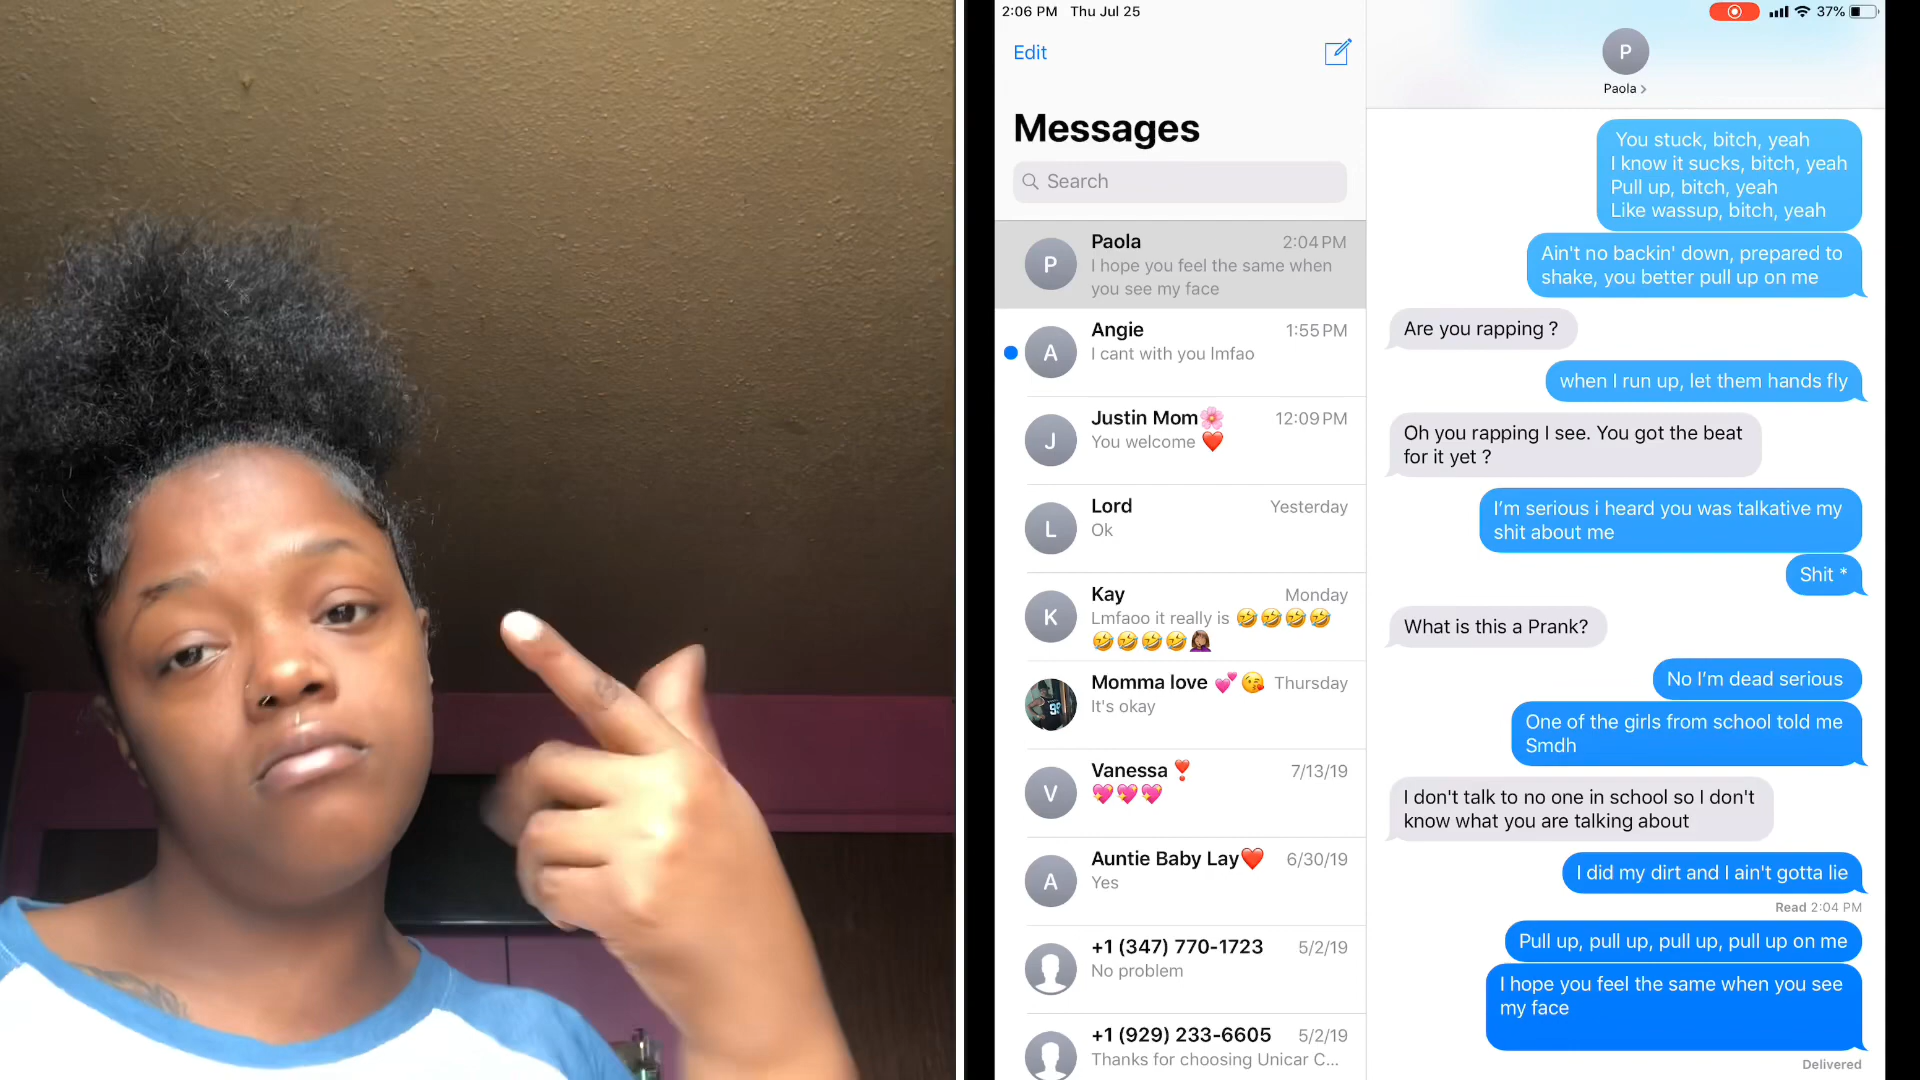 2:06 PM Thu Jul 25
37%
Edit
Messages
Search
Paola 2:04 PM
I hope you feel the same when
you see my face
Angie 1:55 PM
I cant with you lmfao
Justin Mom🌸 12:09 PM
You welcome ❤️
Lord Yesterday
Ok
Kay Monday
Lmfaoo it really is 🤣🤣🤣🤣
🤣🤣🤣🤣🤦🏽‍♀️
Momma love 💕😘 Thursday
It's okay
Vanessa ❣️ 7/13/19
💖💖💖
Auntie Baby Lay❤️ 6/30/19
Yes
+1 (347) 770-1723 5/2/19
No problem
+1 (929) 233-6605 5/2/19
Thanks for choosing Unicar C...
P
A
J
L
K
V
A
P
Paola >
You stuck, bitch, yeah
I know it sucks, bitch, yeah
Pull up, bitch, yeah
Like wassup, bitch, yeah
Ain't no backin' down, prepared to
shake, you better pull up on me
Are you rapping ?
when I run up, let them hands fly
Oh you rapping I see. You got the beat
for it yet ?
I'm serious i heard you was talkative my
shit about me
Shit *
What is this a Prank?
No I'm dead serious
One of the girls from school told me
Smdh
I don't talk to no one in school so I don't
know what you are talking about
I did my dirt and I ain't gotta lie
Read 2:04 PM
Pull up, pull up, pull up, pull up on me
I hope you feel the same when you see
my face
Delivered